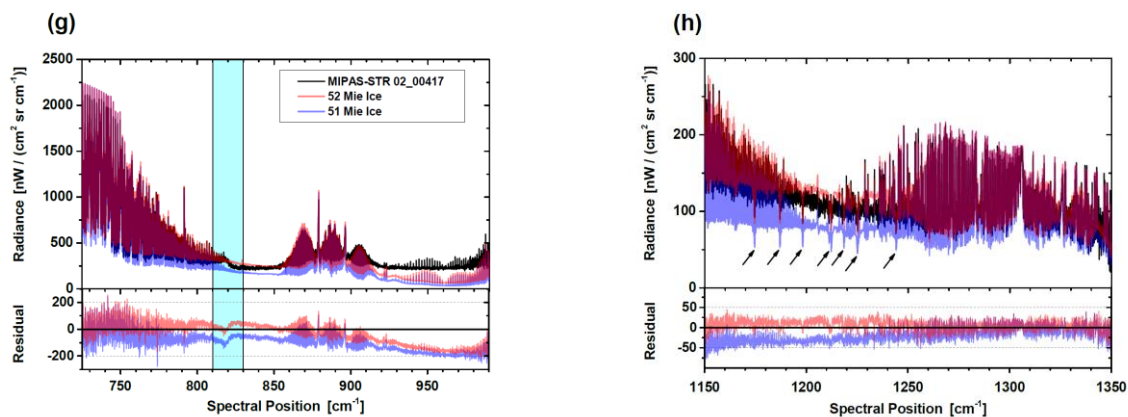 (g)
2500
2000
1500
1000
500
0
Radiance [nW / (cm² sr cm⁻¹)]
MIPAS-STR 02_00417
52 Mie Ice
51 Mie Ice
200
0
-200
Residual
750 800 850 900 950
Spectral Position [cm⁻¹]
(h)
300
200
100
0
Radiance [nW / (cm² sr cm⁻¹)]
50
0
-50
Residual
1150 1200 1250 1300 1350
Spectral Position [cm⁻¹]